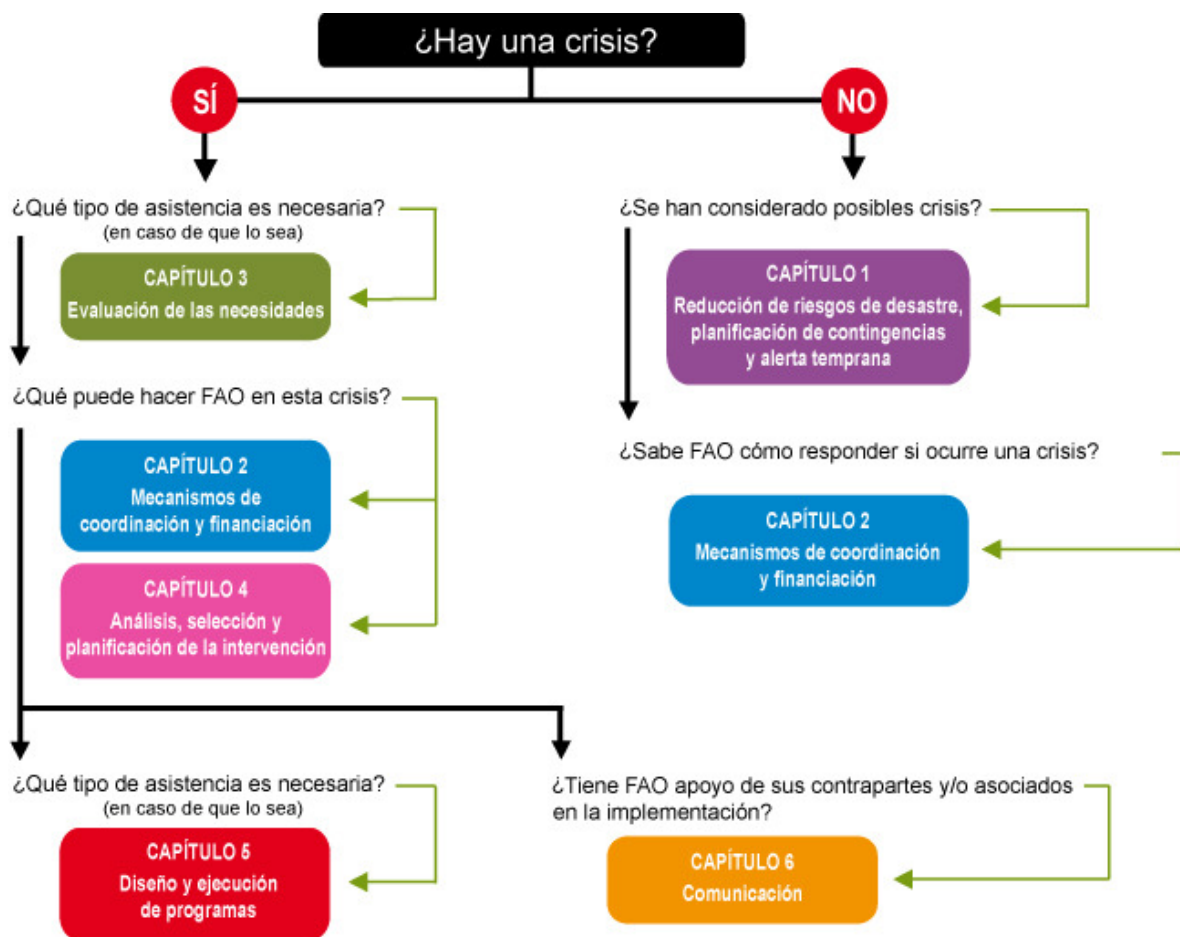 ¿Hay una crisis?
SÍ
NO
¿Qué tipo de asistencia es necesaria?
(en caso de que lo sea)
CAPÍTULO 3
Evaluación de las necesidades
¿Qué puede hacer FAO en esta crisis?
CAPÍTULO 2
Mecanismos de
coordinación y financiación
CAPÍTULO 4
Análisis, selección y
planificación de la intervención
¿Se han considerado posibles crisis?
CAPÍTULO 1
Reducción de riesgos de desastre,
planificación de contingencias
y alerta temprana
¿Sabe FAO cómo responder si ocurre una crisis?
CAPÍTULO 2
Mecanismos de coordinación
y financiación
¿Qué tipo de asistencia es necesaria?
(en caso de que lo sea)
CAPÍTULO 5
Diseño y ejecución
de programas
¿Tiene FAO apoyo de sus contrapartes y/o asociados
en la implementación?
CAPÍTULO 6
Comunicación